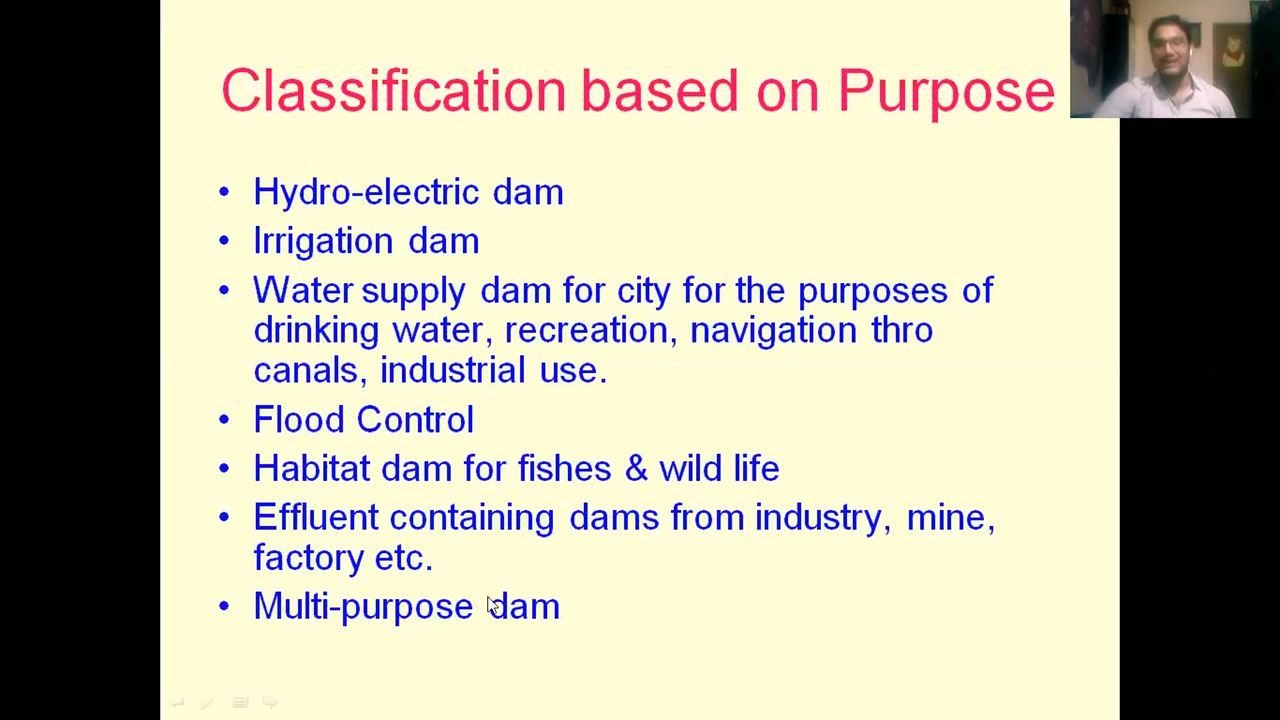 Classification based on Purpose
• Hydro-electric dam
• Irrigation dam
• Water supply dam for city for the purposes of
drinking water, recreation, navigation thro
canals, industrial use.
• Flood Control
• Habitat dam for fishes & wild life
• Effluent containing dams from industry, mine,
factory etc.
• Multi-purpose dam